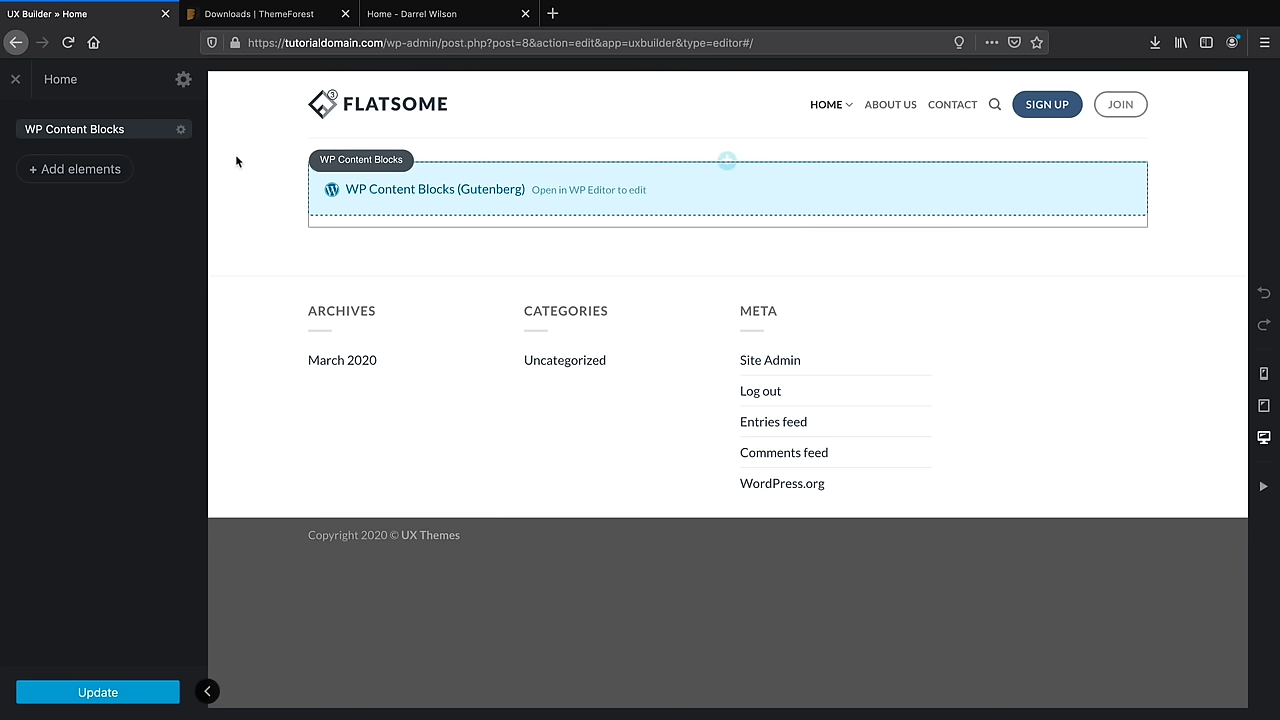 UX Builder » Home
Downloads | ThemeForest
Home - Darrel Wilson
https://tutorialdomain.com/wp-admin/post.php?post=8&action=edit&app=uxbuilder&type=editor#/
Home
WP Content Blocks
+ Add elements
3
FLATSOME
HOME
ABOUT US
CONTACT
SIGN UP
JOIN
WP Content Blocks
WP Content Blocks (Gutenberg) Open in WP Editor to edit
ARCHIVES
March 2020
CATEGORIES
Uncategorized
META
Site Admin
Log out
Entries feed
Comments feed
WordPress.org
Copyright 2020 © UX Themes
Update